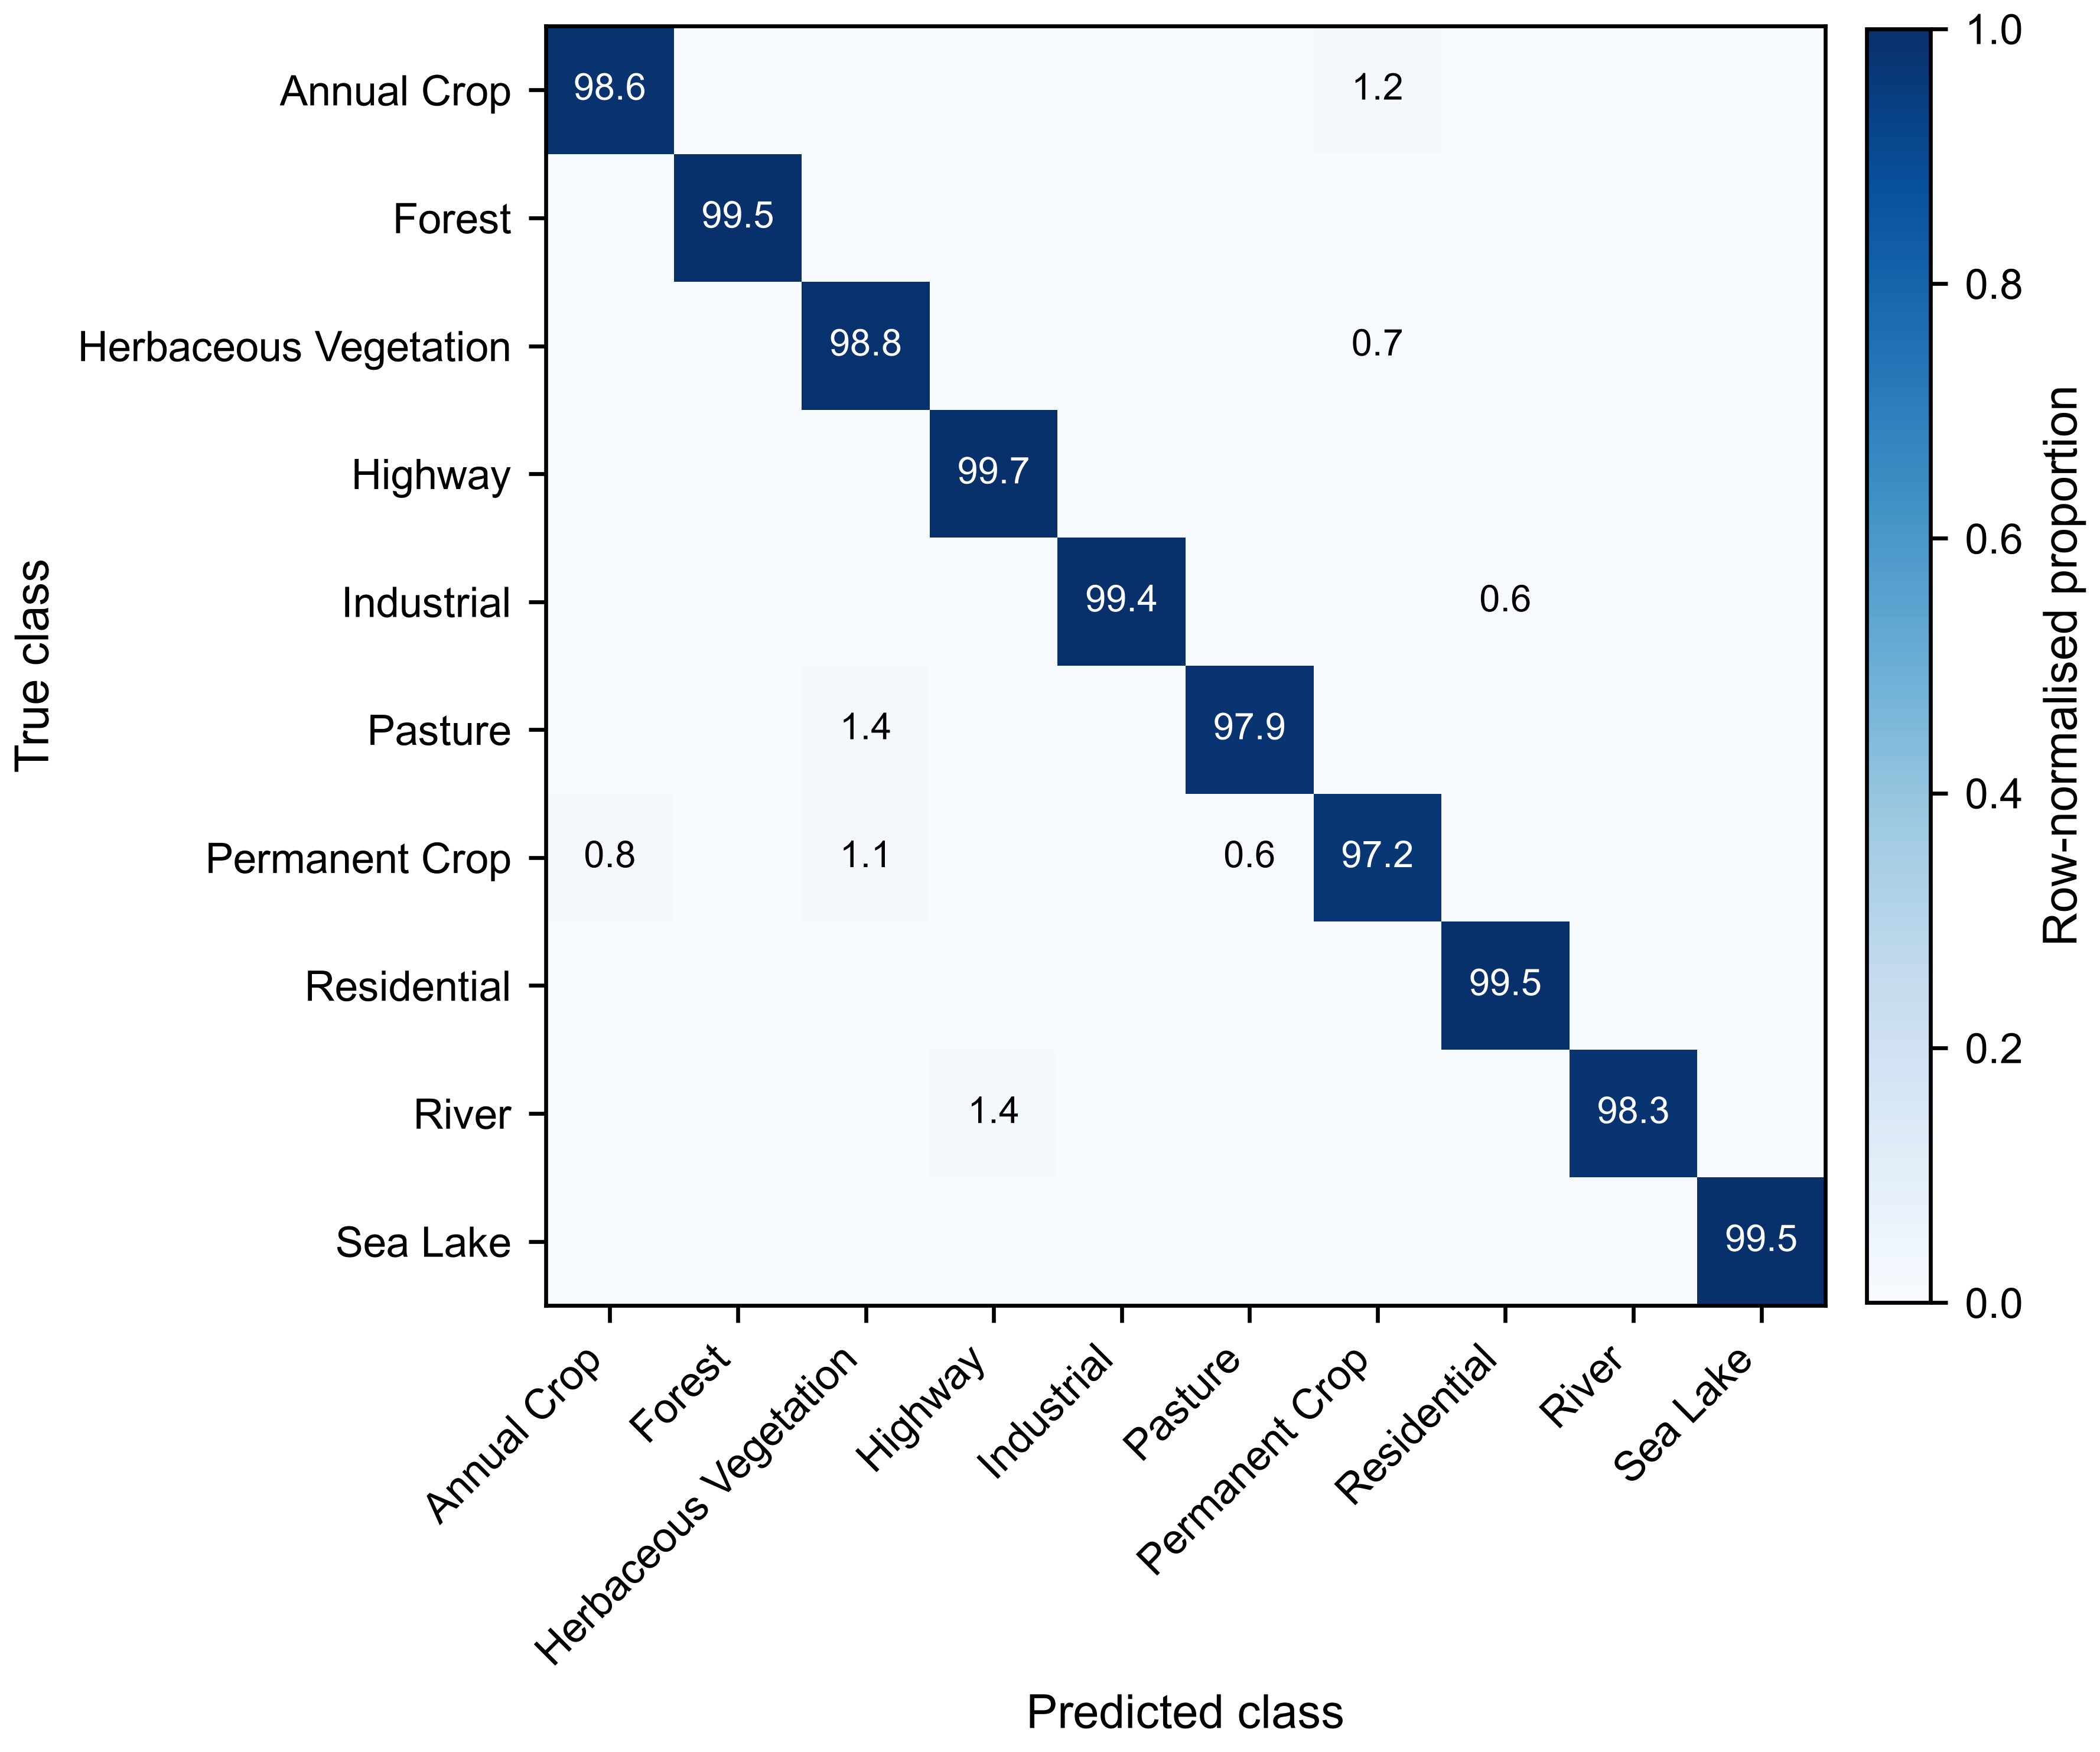 Annual Crop 98.6 1.2
Forest 99.5
Herbaceous Vegetation 98.8 0.7
Highway 99.7
Industrial 99.4 0.6
Pasture 1.4 97.9
Permanent Crop 0.8 1.1 0.6 97.2
Residential 99.5
River 1.4 98.3
Sea Lake 99.5
True class
Annual Crop
Forest
Herbaceous Vegetation
Highway
Industrial
Pasture
Permanent Crop
Residential
River
Sea Lake
Predicted class
1.0
0.8
0.6
0.4
0.2
0.0
Row-normalised proportion